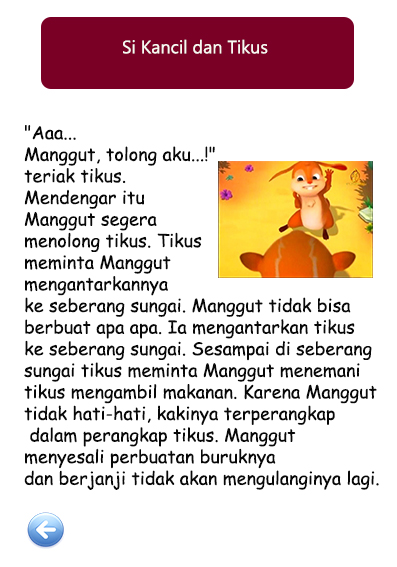 Si Kancil dan Tikus
"Aaa...
Manggut, tolong aku...!"
teriak tikus.
Mendengar itu
Manggut segera
menolong tikus. Tikus
meminta Manggut
mengantarkannya
ke seberang sungai. Manggut tidak bisa
berbuat apa apa. Ia mengantarkan tikus
ke seberang sungai. Sesampai di seberang
sungai tikus meminta Manggut menemani
tikus mengambil makanan. Karena Manggut
tidak hati-hati, kakinya terperangkap
dalam perangkap tikus. Manggut
menyesali perbuatan buruknya
dan berjanji tidak akan mengulanginya lagi.